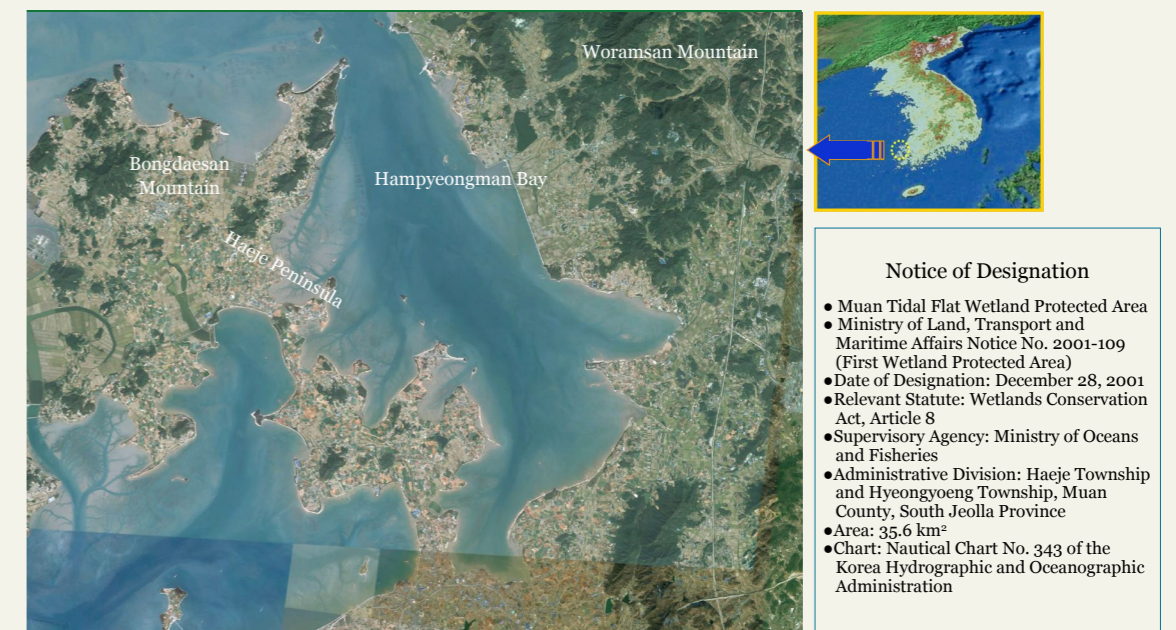 Woramsan Mountain
Bongdaesan
Mountain
Hampyeongman Bay
Haeje Peninsula
Notice of Designation
● Muan Tidal Flat Wetland Protected Area
● Ministry of Land, Transport and
Maritime Affairs Notice No. 2001-109
(First Wetland Protected Area)
●Date of Designation: December 28, 2001
●Relevant Statute: Wetlands Conservation
Act, Article 8
●Supervisory Agency: Ministry of Oceans
and Fisheries
●Administrative Division: Haeje Township
and Hyeongyoeng Township, Muan
County, South Jeolla Province
●Area: 35.6 km²
●Chart: Nautical Chart No. 343 of the
Korea Hydrographic and Oceanographic
Administration